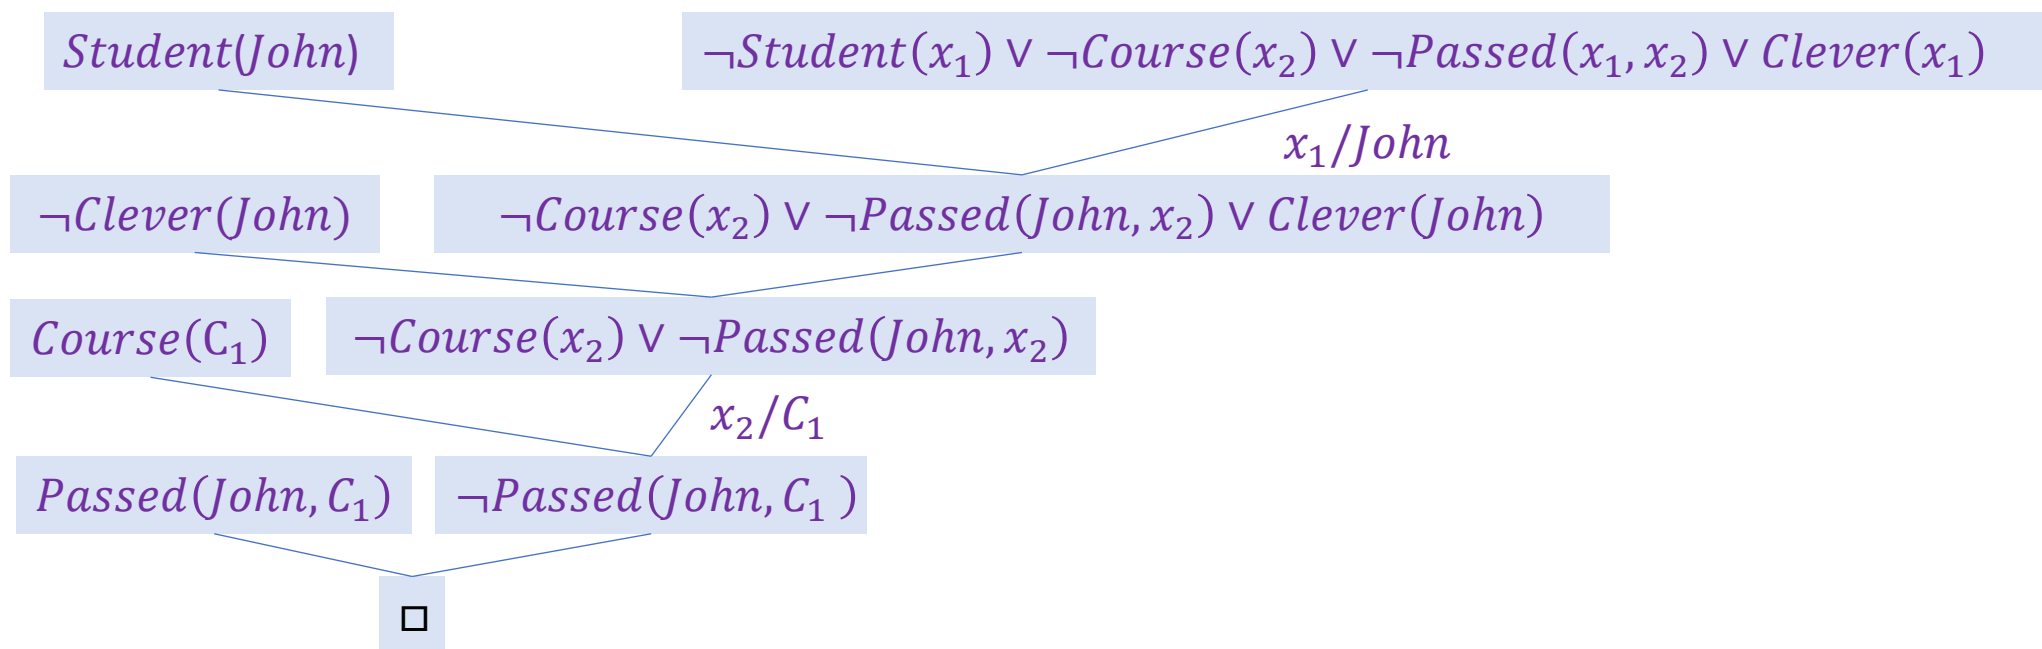 Student(John) ¬Student(x₁) ∨ ¬Course(x₂) ∨ ¬Passed(x₁, x₂) ∨ Clever(x₁)
x₁/John
¬Clever(John) ¬Course(x₂) ∨ ¬Passed(John, x₂) ∨ Clever(John)
Course(C₁) ¬Course(x₂) ∨ ¬Passed(John, x₂)
x₂/C₁
Passed(John, C₁) ¬Passed(John, C₁ )
□